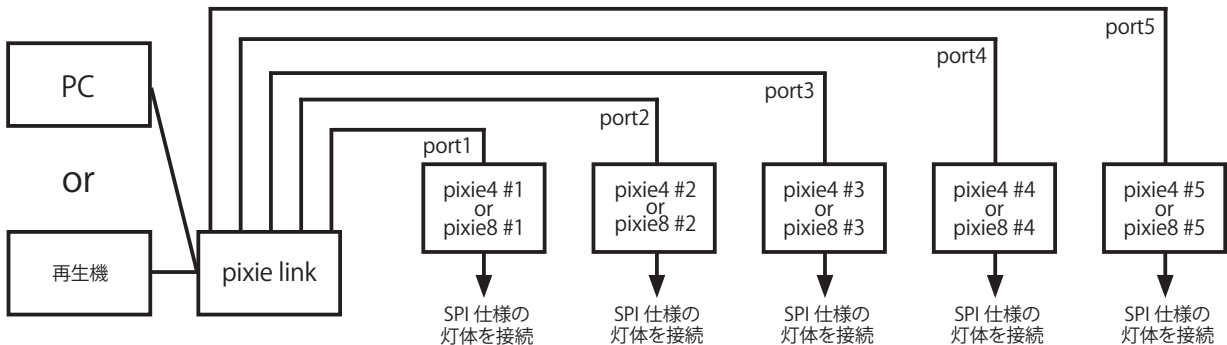 PC
or
再生機
pixie link
port1
port2
port3
port4
port5
pixie4 #1
or
pixie8 #1
SPI 仕様の
灯体を接続
pixie4 #2
or
pixie8 #2
SPI 仕様の
灯体を接続
pixie4 #3
or
pixie8 #3
SPI 仕様の
灯体を接続
pixie4 #4
or
pixie8 #4
SPI 仕様の
灯体を接続
pixie4 #5
or
pixie8 #5
SPI 仕様の
灯体を接続